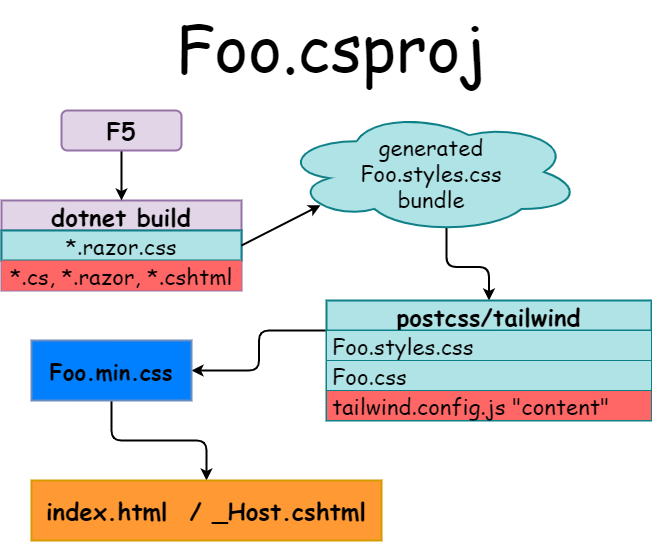 Foo.csproj
F5
dotnet build
*.razor.css
*.cs, *.razor, *.cshtml
generated
Foo.styles.css
bundle
postcss/tailwind
Foo.styles.css
Foo.css
tailwind.config.js "content"
Foo.min.css
index.html / _Host.cshtml